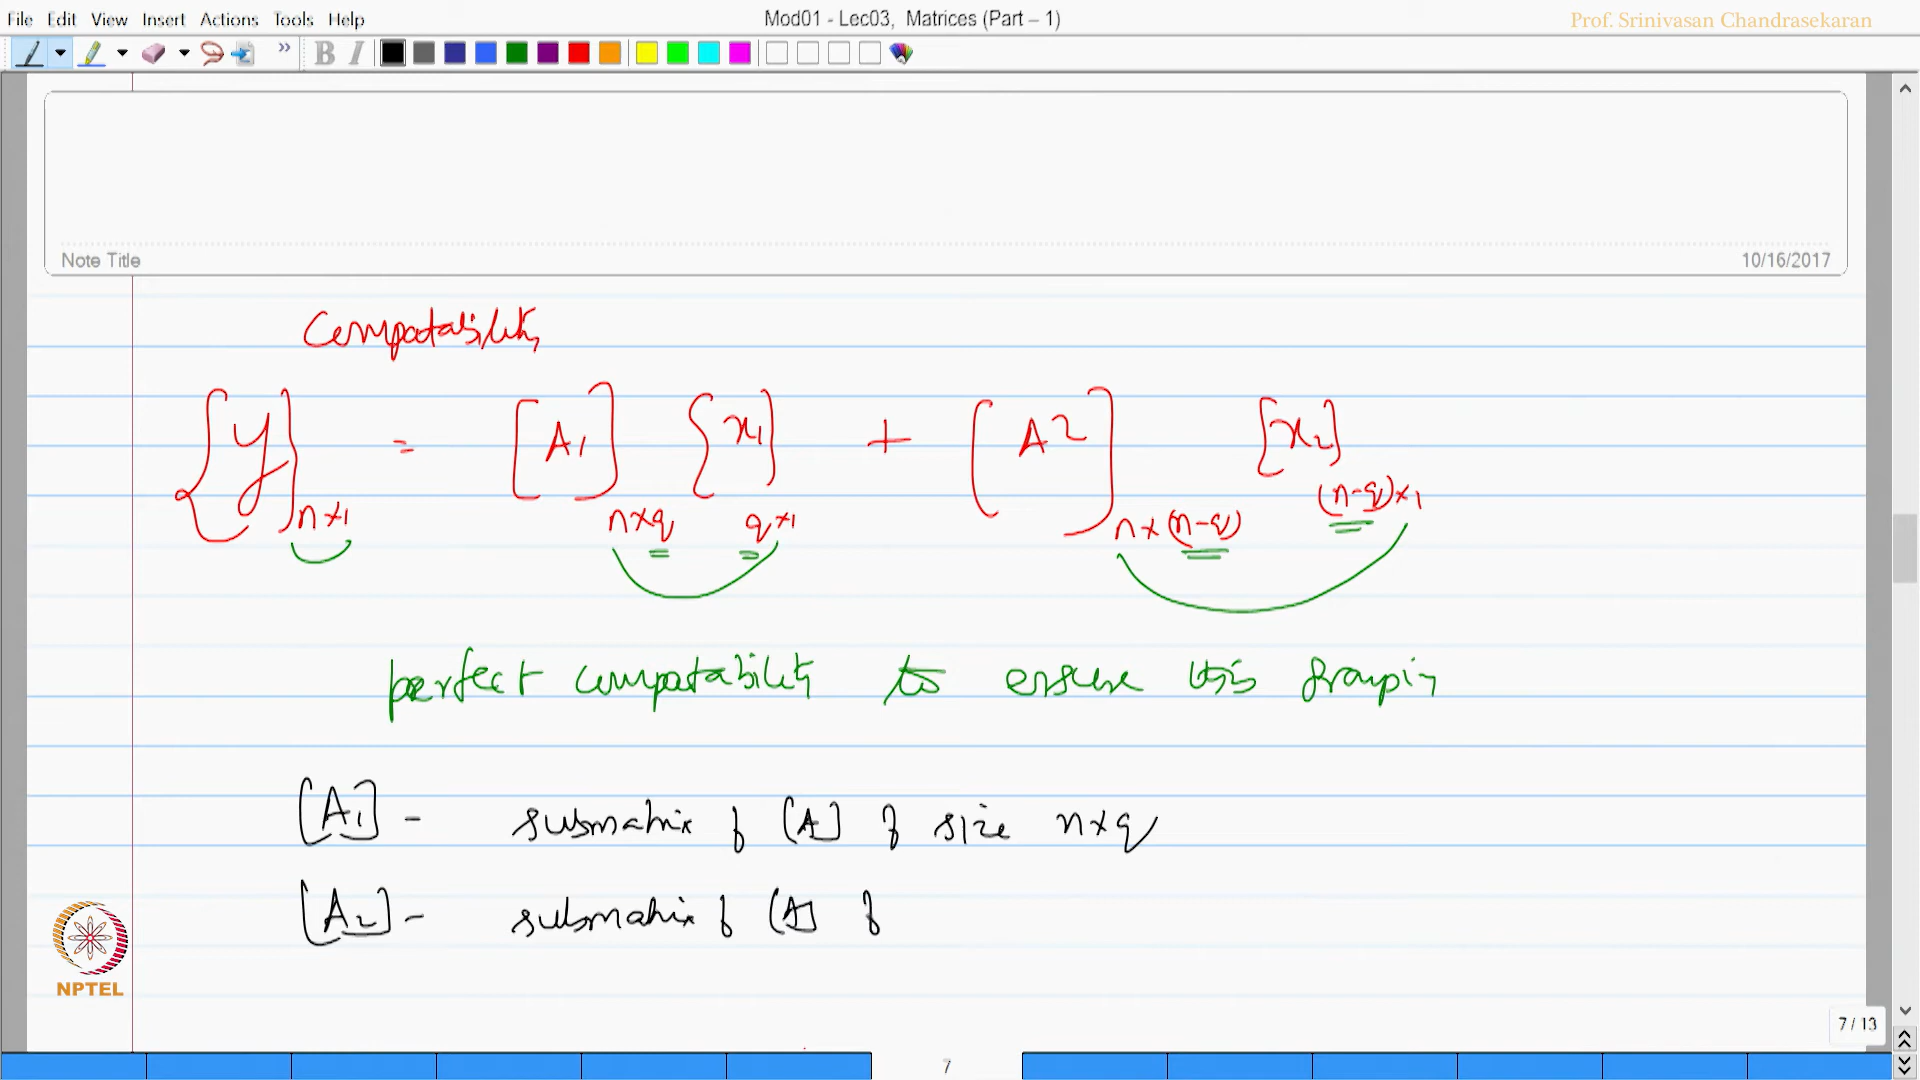 File Edit View Insert Actions Tools Help
Mod01 - Lec03, Matrices (Part – 1)
Prof. Srinivasan Chandrasekaran
B I
Note Title
10/16/2017
Compatability
{y} n×1 = [A1] n×q {x1} q×1 + [A2] n×(n-q) [x2] (n-q)×1
perfect compatability to ensure this grouping
[A1] - submatrix of [A] of size n×q
[A2] - submatrix of [A] of
NPTEL
7 / 13
7